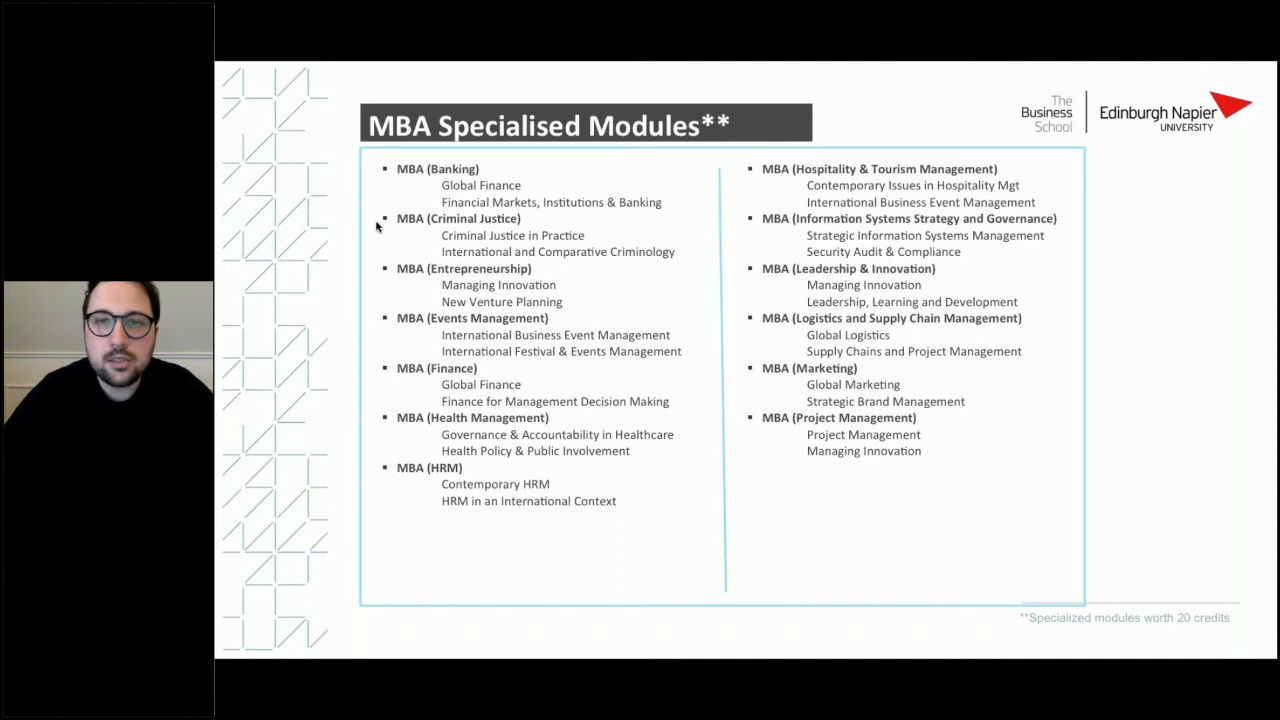 MBA Specialised Modules**
The
Business
School
Edinburgh Napier
UNIVERSITY
▪ MBA (Banking)
Global Finance
Financial Markets, Institutions & Banking
▪ MBA (Criminal Justice)
Criminal Justice in Practice
International and Comparative Criminology
▪ MBA (Entrepreneurship)
Managing Innovation
New Venture Planning
▪ MBA (Events Management)
International Business Event Management
International Festival & Events Management
▪ MBA (Finance)
Global Finance
Finance for Management Decision Making
▪ MBA (Health Management)
Governance & Accountability in Healthcare
Health Policy & Public Involvement
▪ MBA (HRM)
Contemporary HRM
HRM in an International Context
▪ MBA (Hospitality & Tourism Management)
Contemporary Issues in Hospitality Mgt
International Business Event Management
▪ MBA (Information Systems Strategy and Governance)
Strategic Information Systems Management
Security Audit & Compliance
▪ MBA (Leadership & Innovation)
Managing Innovation
Leadership, Learning and Development
▪ MBA (Logistics and Supply Chain Management)
Global Logistics
Supply Chains and Project Management
▪ MBA (Marketing)
Global Marketing
Strategic Brand Management
▪ MBA (Project Management)
Project Management
Managing Innovation
**Specialized modules worth 20 credits